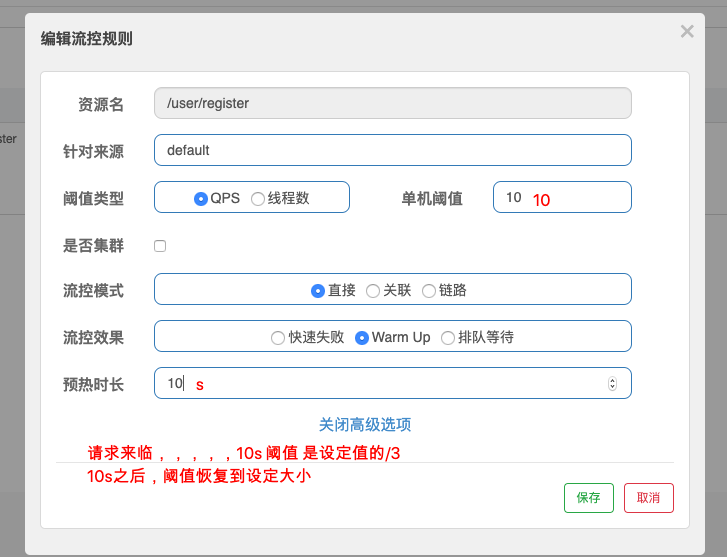 编辑流控规则 ×
资源名 /user/register
ster
针对来源 default
阈值类型 QPS 线程数 单机阈值 10 10
是否集群
流控模式 直接 关联 链路
流控效果 快速失败 Warm Up 排队等待
预热时长 10 s
关闭高级选项
请求来临，，，，，10s 阈值 是设定值的/3
10s之后，阈值恢复到设定大小
保存 取消